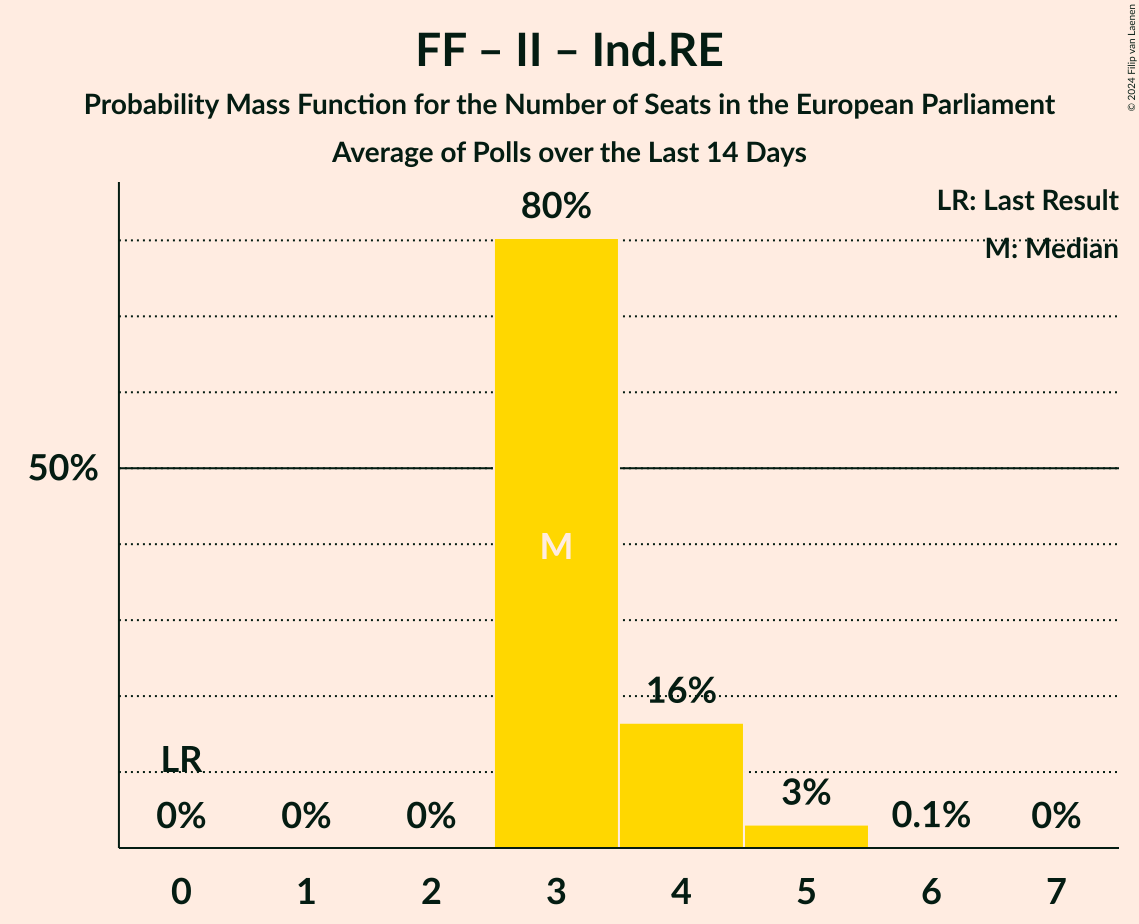 FF – II – Ind.RE
Probability Mass Function for the Number of Seats in the European Parliament
Average of Polls over the Last 14 Days
© 2024 Filip van Laenen
LR: Last Result
M: Median
80%
50%
M
16%
LR
3%
0% 0% 0% 0.1% 0%
0 1 2 3 4 5 6 7